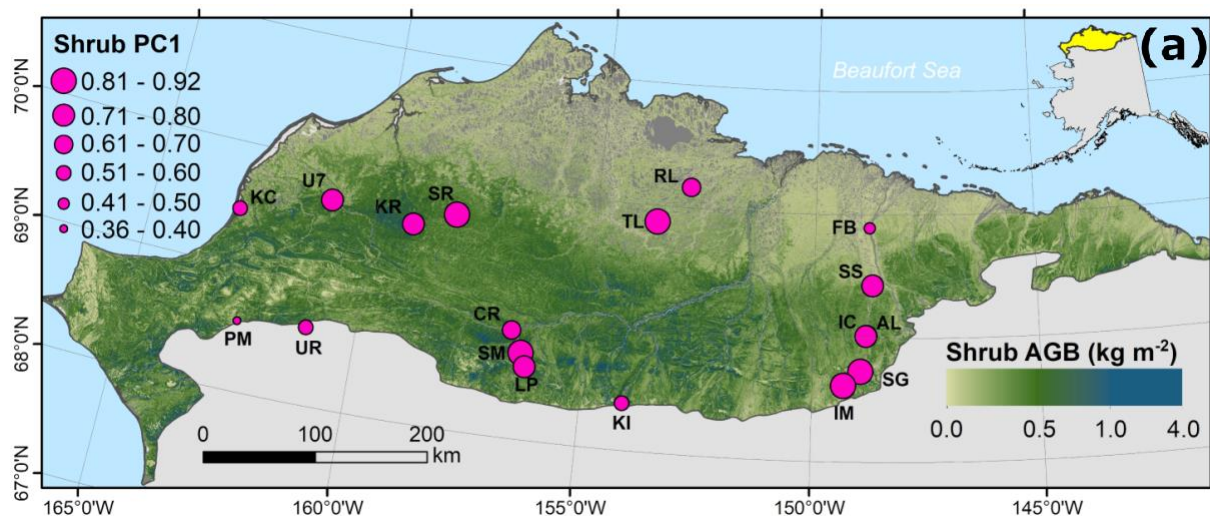 (a)
Shrub PC1
0.81 - 0.92
0.71 - 0.80
0.61 - 0.70
0.51 - 0.60
0.41 - 0.50
0.36 - 0.40
Beaufort Sea
70°0'N
69°0'N
68°0'N
67°0'N
KC
U7
KR
SR
RL
TL
FB
SS
IC AL
SG
IM
PM
UR
CR
SM
LP
KI
Shrub AGB (kg m-2)
0.0 0.5 1.0 4.0
0 100 200
km
165°0'W 160°0'W 155°0'W 150°0'W 145°0'W